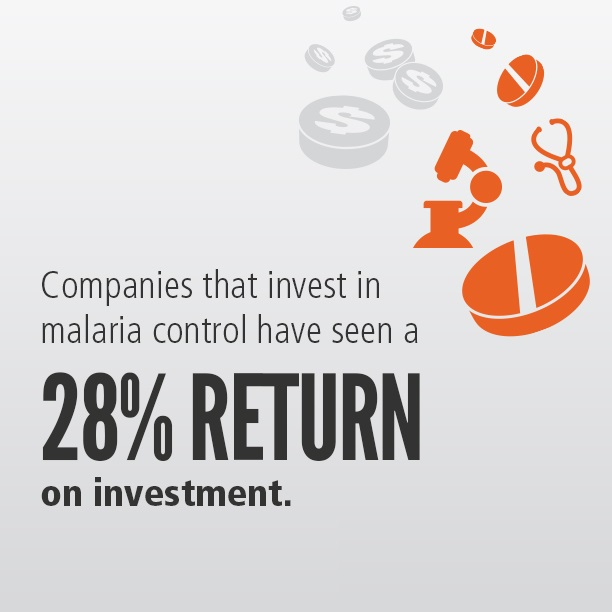 Companies that invest in
malaria control have seen a
28% RETURN
on investment.